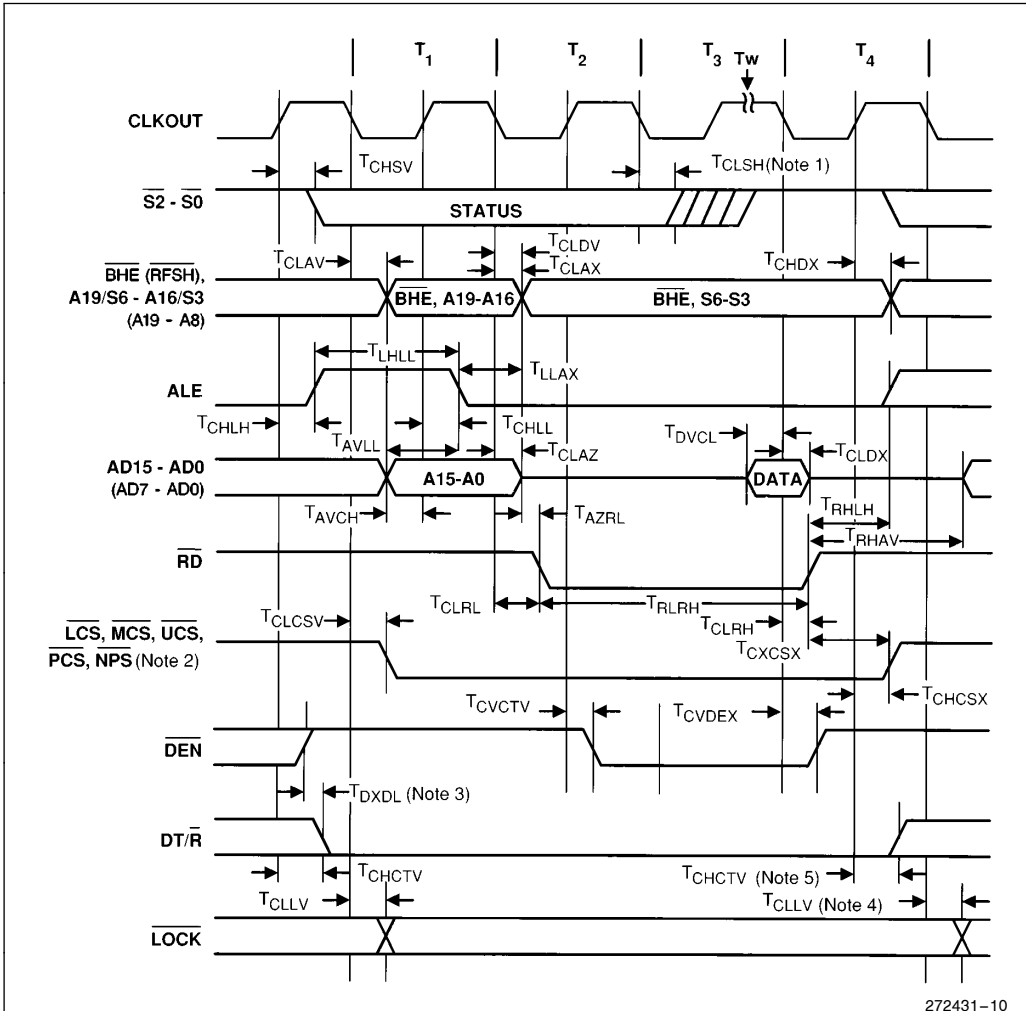 T1 T2 T3 Tw T4
CLKOUT
TCHSV TCLSH (Note 1)
S2 - S0 STATUS
TCLDV
TCLAV TCLAX TCHDX
BHE (RFSH),
A19/S6 - A16/S3 BHE, A19-A16 BHE, S6-S3
(A19 - A8)
TLHLL
TLLAX
ALE
TCHLH TCHLL
TAVLL TDVCL
TCLAZ TCLDX
AD15 - AD0 A15-A0 DATA
(AD7 - AD0)
TRHLH
TAVCH TAZRL
TRHAV
RD
TCLRL TRLRH
TCLCSV TCLRH
LCS, MCS, UCS,
TCXCSX
PCS, NPS (Note 2)
TCHCSX
TCVCTV TCVDEX
DEN
TDXDL (Note 3)
DT/R
TCHCTV TCHCTV (Note 5)
TCLLV TCLLV (Note 4)
LOCK
272431-10